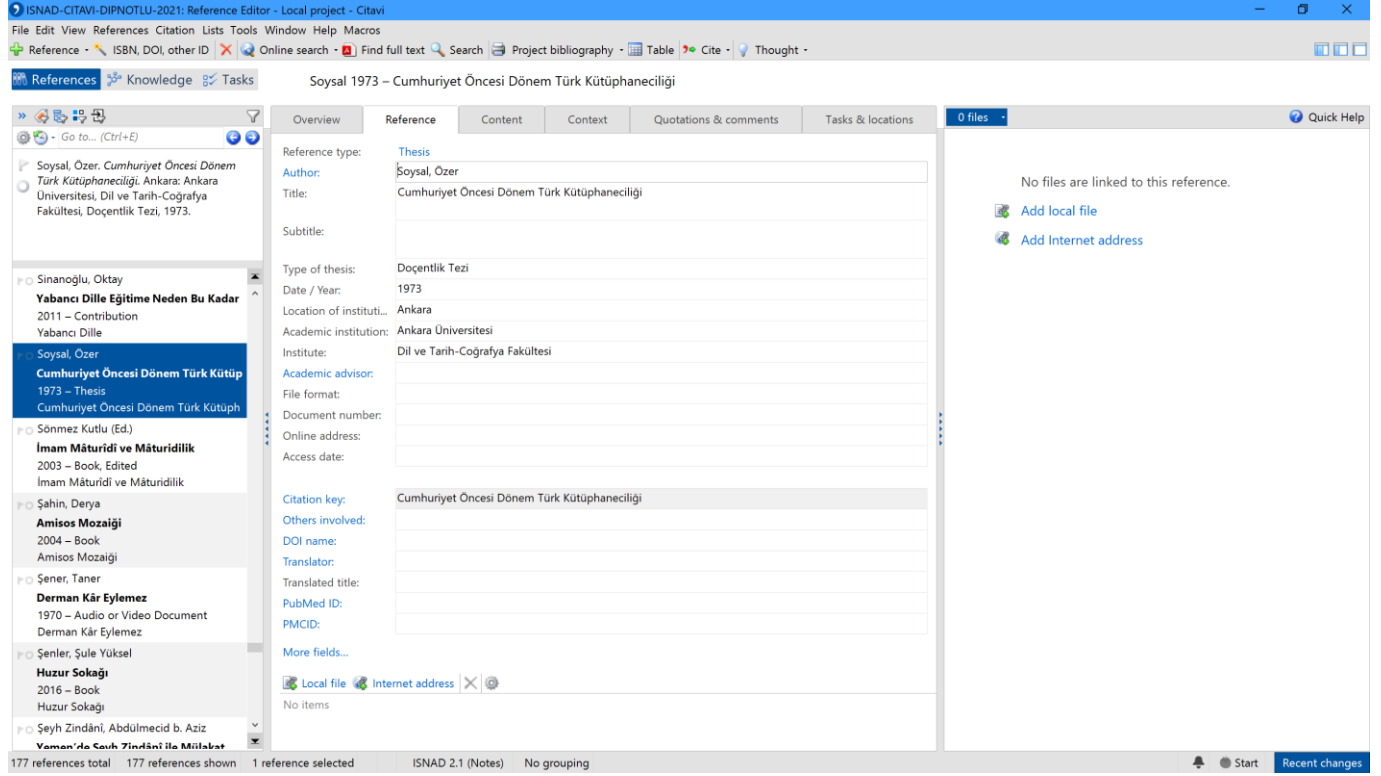 ISNAD-CITAVI-DIPNOTLU-2021: Reference Editor - Local project - Citavi
File Edit View References Citation Lists Tools Window Help Macros
Reference ISBN, DOI, other ID Online search Find full text Search Project bibliography Table Cite Thought
References Knowledge Tasks
Soysal 1973 – Cumhuriyet Öncesi Dönem Türk Kütüphaneciliği
Go to... (Ctrl+E)
Soysal, Özer. Cumhuriyet Öncesi Dönem
Türk Kütüphaneciliği. Ankara: Ankara
Üniversitesi, Dil ve Tarih-Coğrafya
Fakültesi, Doçentlik Tezi, 1973.
Sinanoğlu, Oktay
Yabancı Dille Eğitime Neden Bu Kadar
2011 – Contribution
Yabancı Dille
Soysal, Özer
Cumhuriyet Öncesi Dönem Türk Kütüp
1973 – Thesis
Cumhuriyet Öncesi Dönem Türk Kütüph
Sönmez Kutlu (Ed.)
İmam Mâturîdî ve Mâturidilik
2003 – Book, Edited
İmam Mâturîdî ve Mâturidilik
Şahin, Derya
Amisos Mozaiği
2004 – Book
Amisos Mozaiği
Şener, Taner
Derman Kâr Eylemez
1970 – Audio or Video Document
Derman Kâr Eylemez
Şenler, Şule Yüksel
Huzur Sokağı
2016 – Book
Huzur Sokağı
Şeyh Zindânî, Abdülmecid b. Aziz
Yemen'de Şeyh Zindânî ile Mülakat
Overview Reference Content Context Quotations & comments Tasks & locations
Reference type: Thesis
Author: Soysal, Özer
Title: Cumhuriyet Öncesi Dönem Türk Kütüphaneciliği
Subtitle:
Type of thesis: Doçentlik Tezi
Date / Year: 1973
Location of instituti... Ankara
Academic institution: Ankara Üniversitesi
Institute: Dil ve Tarih-Coğrafya Fakültesi
Academic advisor:
File format:
Document number:
Online address:
Access date:
Citation key: Cumhuriyet Öncesi Dönem Türk Kütüphaneciliği
Others involved:
DOI name:
Translator:
Translated title:
PubMed ID:
PMCID:
More fields...
Local file Internet address
No items
0 files
Quick Help
No files are linked to this reference.
Add local file
Add Internet address
177 references total 177 references shown 1 reference selected ISNAD 2.1 (Notes) No grouping Start Recent changes